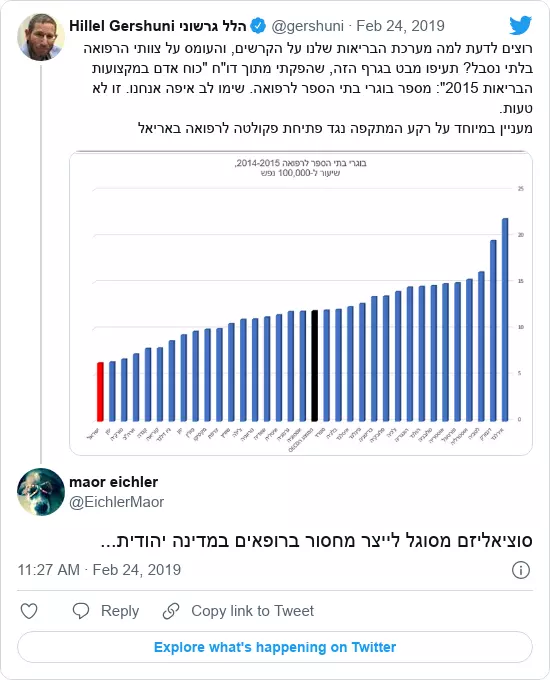 Hillel Gershuni הלל גרשוני @gershuni · Feb 24, 2019
רוצים לדעת למה מערכת הבריאות שלנו על הקרשים, והעומס על צוותי הרפואה
בלתי נסבל? תעיפו מבט בגרף הזה, שהפקתי מתוך דו"ח "כוח אדם במקצועות
הבריאות 2015": מספר בוגרי בתי הספר לרפואה. שימו לב איפה אנחנו. זו לא
טעות.
מעניין במיוחד על רקע המתקפה נגד פתיחת פקולטה לרפואה באריאל
בוגרי בתי הספר לרפואה, 2014-2015,
שיעור ל-100,000 נפש
25
20
15
10
5
0
ישראל
יפן
ארה"ב
קנדה
maor eichler
@EichlerMaor
סוציאליזם מסוגל לייצר מחסור ברופאים במדינה יהודית...
11:27 AM · Feb 24, 2019
Reply
Copy link to Tweet
Explore what's happening on Twitter